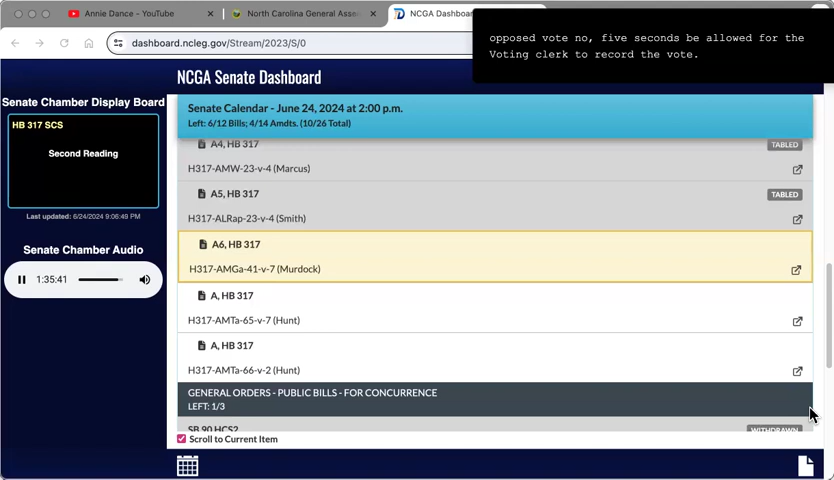 Annie Dance - YouTube
North Carolina General Asse
NCGA Dashboa
opposed vote no, five seconds be allowed for the
Voting clerk to record the vote.
dashboard.ncleg.gov/Stream/2023/S/0
NCGA Senate Dashboard
Senate Chamber Display Board
HB 317 SCS
Second Reading
Last updated: 6/24/2024 9:06:49 PM
Senate Chamber Audio
1:35:41
Senate Calendar - June 24, 2024 at 2:00 p.m.
Left: 6/12 Bills; 4/14 Amdts. (10/26 Total)
A4, HB 317
TABLED
H317-AMW-23-v-4 (Marcus)
A5, HB 317
TABLED
H317-ALRap-23-v-4 (Smith)
A6, HB 317
H317-AMGa-41-v-7 (Murdock)
A, HB 317
H317-AMTa-65-v-7 (Hunt)
A, HB 317
H317-AMTa-66-v-2 (Hunt)
GENERAL ORDERS - PUBLIC BILLS - FOR CONCURRENCE
LEFT: 1/3
SB 90 HCS2
WITHDRAWN
Scroll to Current Item